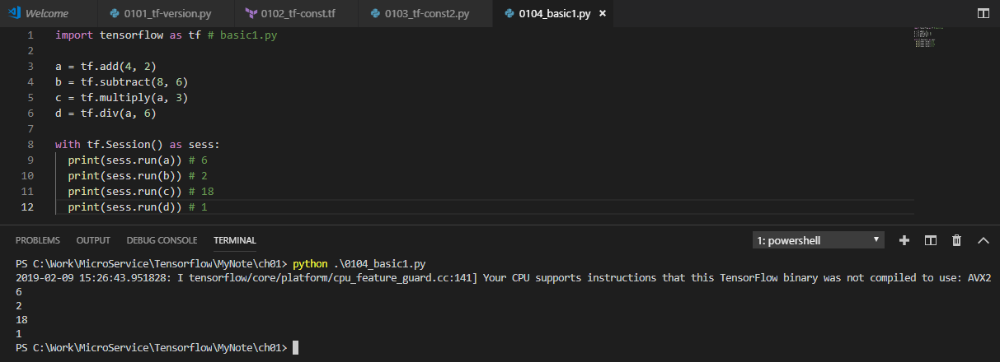 Welcome 0101_tf-version.py 0102_tf-const.tf 0103_tf-const2.py 0104_basic1.py ×
1 import tensorflow as tf # basic1.py
2
3 a = tf.add(4, 2)
4 b = tf.subtract(8, 6)
5 c = tf.multiply(a, 3)
6 d = tf.div(a, 6)
7
8 with tf.Session() as sess:
9 print(sess.run(a)) # 6
10 print(sess.run(b)) # 2
11 print(sess.run(c)) # 18
12 print(sess.run(d)) # 1
PROBLEMS OUTPUT DEBUG CONSOLE TERMINAL 1: powershell
PS C:\Work\MicroService\Tensorflow\MyNote\ch01> python .\0104_basic1.py
2019-02-09 15:26:43.951828: I tensorflow/core/platform/cpu_feature_guard.cc:141] Your CPU supports instructions that this TensorFlow binary was not compiled to use: AVX2
6
2
18
1
PS C:\Work\MicroService\Tensorflow\MyNote\ch01>